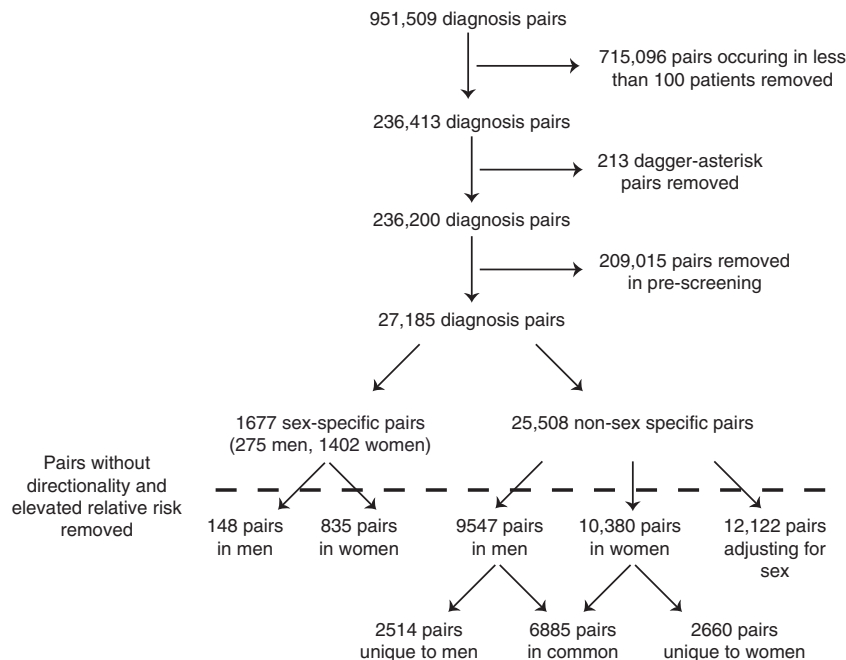 951,509 diagnosis pairs
715,096 pairs occuring in less
than 100 patients removed
236,413 diagnosis pairs
213 dagger-asterisk
pairs removed
236,200 diagnosis pairs
209,015 pairs removed
in pre-screening
27,185 diagnosis pairs
1677 sex-specific pairs
(275 men, 1402 women)
25,508 non-sex specific pairs
Pairs without
directionality and
elevated relative risk
removed
148 pairs
in men
835 pairs
in women
9547 pairs
in men
10,380 pairs
in women
12,122 pairs
adjusting for
sex
2514 pairs
unique to men
6885 pairs
in common
2660 pairs
unique to women